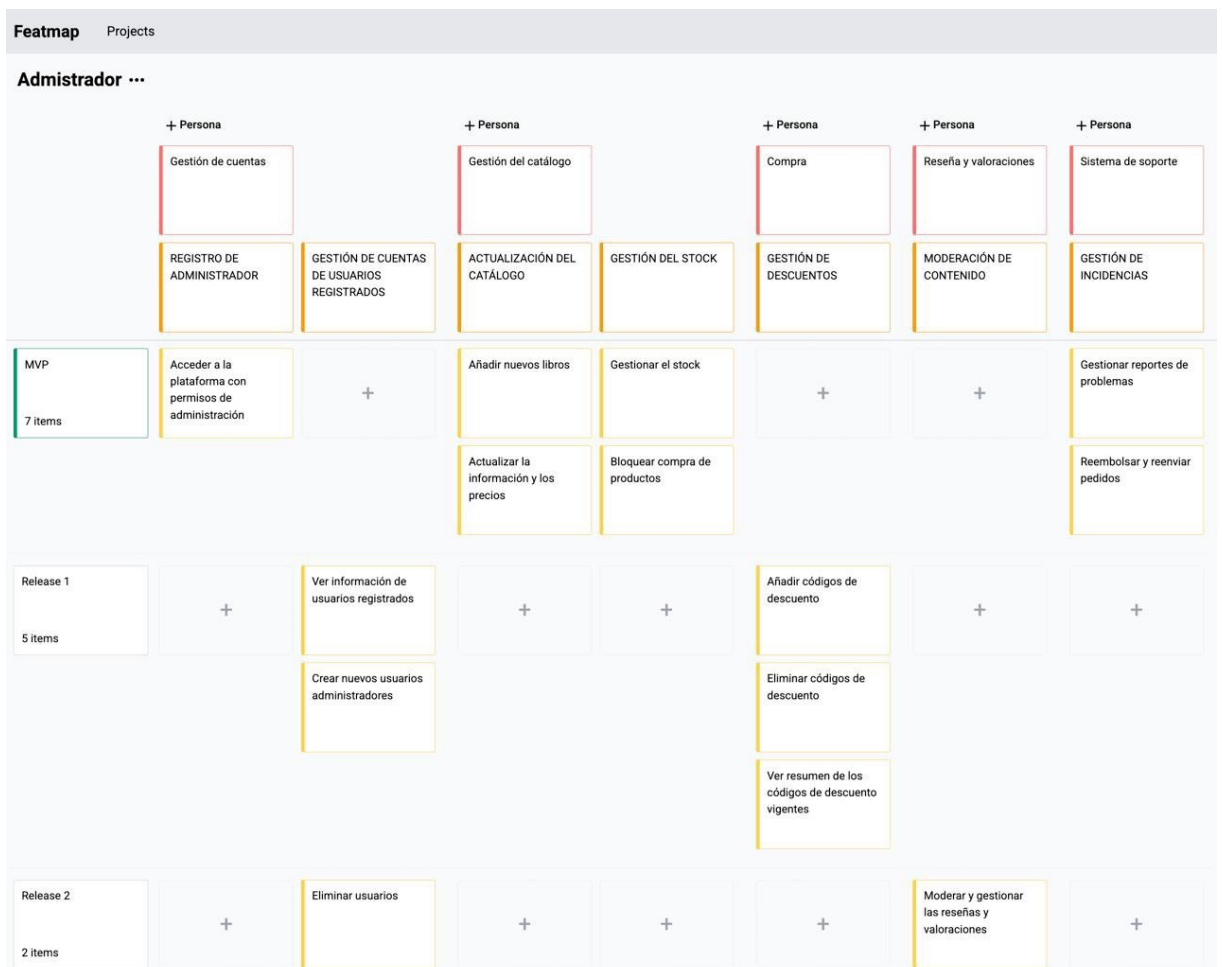 Featmap Projects
Admistrador ...
+ Persona + Persona + Persona + Persona + Persona
Gestión de cuentas
Gestión del catálogo
Compra
Reseña y valoraciones
Sistema de soporte
REGISTRO DE
ADMINISTRADOR
GESTIÓN DE CUENTAS
DE USUARIOS
REGISTRADOS
ACTUALIZACIÓN DEL
CATÁLOGO
GESTIÓN DEL STOCK
GESTIÓN DE
DESCUENTOS
MODERACIÓN DE
CONTENIDO
GESTIÓN DE
INCIDENCIAS
MVP
7 items
Acceder a la
plataforma con
permisos de
administración
+
Añadir nuevos libros
Gestionar el stock
+
+
Gestionar reportes de
problemas
Actualizar la
información y los
precios
Bloquear compra de
productos
Reembolsar y reenviar
pedidos
Release 1
5 items
+
Ver información de
usuarios registrados
+
+
Añadir códigos de
descuento
+
+
Crear nuevos usuarios
administradores
Eliminar códigos de
descuento
Ver resumen de los
códigos de descuento
vigentes
Release 2
2 items
+
Eliminar usuarios
+
+
+
Moderar y gestionar
las reseñas y
valoraciones
+